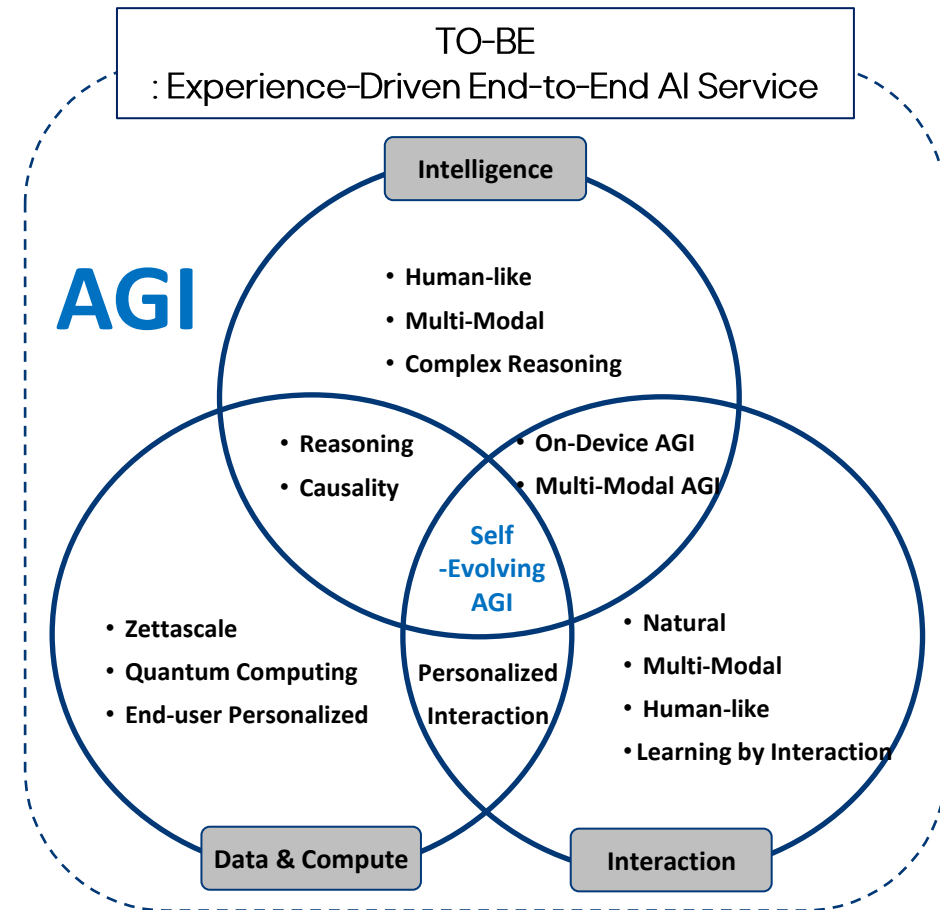 TO-BE
: Experience-Driven End-to-End AI Service
Intelligence
AGI
• Human-like
• Multi-Modal
• Complex Reasoning
• Reasoning
• Causality
• On-Device AGI
• Multi-Modal AGI
Self
-Evolving
AGI
• Zettascale
• Quantum Computing
• End-user Personalized
Personalized
Interaction
• Natural
• Multi-Modal
• Human-like
• Learning by Interaction
Data & Compute
Interaction